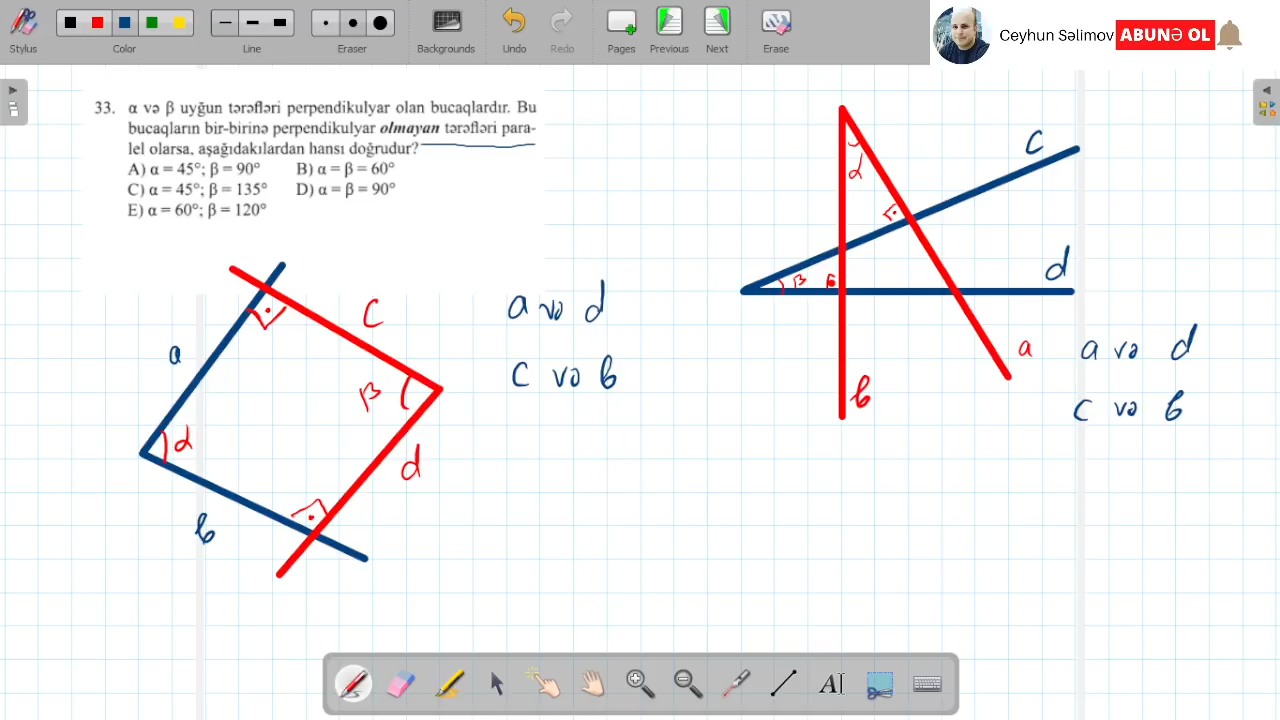 Stylus
Color
Line
Eraser
Backgrounds
Undo
Redo
Pages
Previous
Next
Erase
Ceyhun Səlimov
ABUNƏ OL
33. α və β uyğun tərəfləri perpendikulyar olan bucaqlardır. Bu
bucaqların bir-birinə perpendikulyar olmayan tərəfləri para-
lel olarsa, aşağıdakılardan hansı doğrudur?
A) α = 45°; β = 90° B) α = β = 60°
C) α = 45°; β = 135° D) α = β = 90°
E) α = 60°; β = 120°
a
c
β
α
d
b
a və d
c və b
c
α
d
β
a
b
a və d
c və b
AI